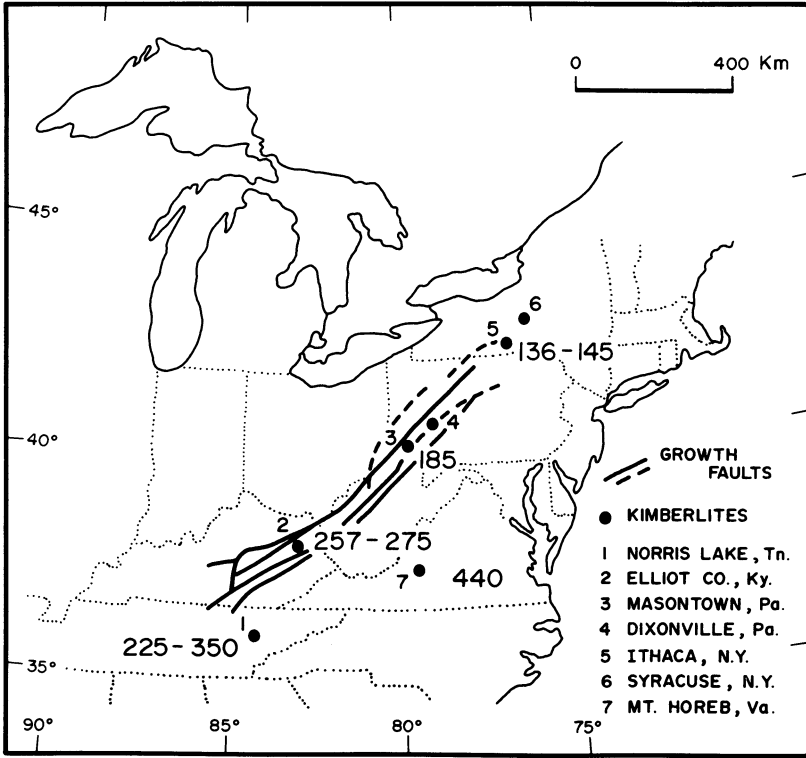 0 400 Km
45°
6
5
136-145
40°
3
4
185
GROWTH
FAULTS
KIMBERLITES
2
257-275
7
440
1
225-350
35°
1 NORRIS LAKE, Tn.
2 ELLIOT CO., Ky.
3 MASONTOWN, Pa.
4 DIXONVILLE, Pa.
5 ITHACA, N.Y.
6 SYRACUSE, N.Y.
7 MT. HOREB, Va.
90° 85° 80° 75°